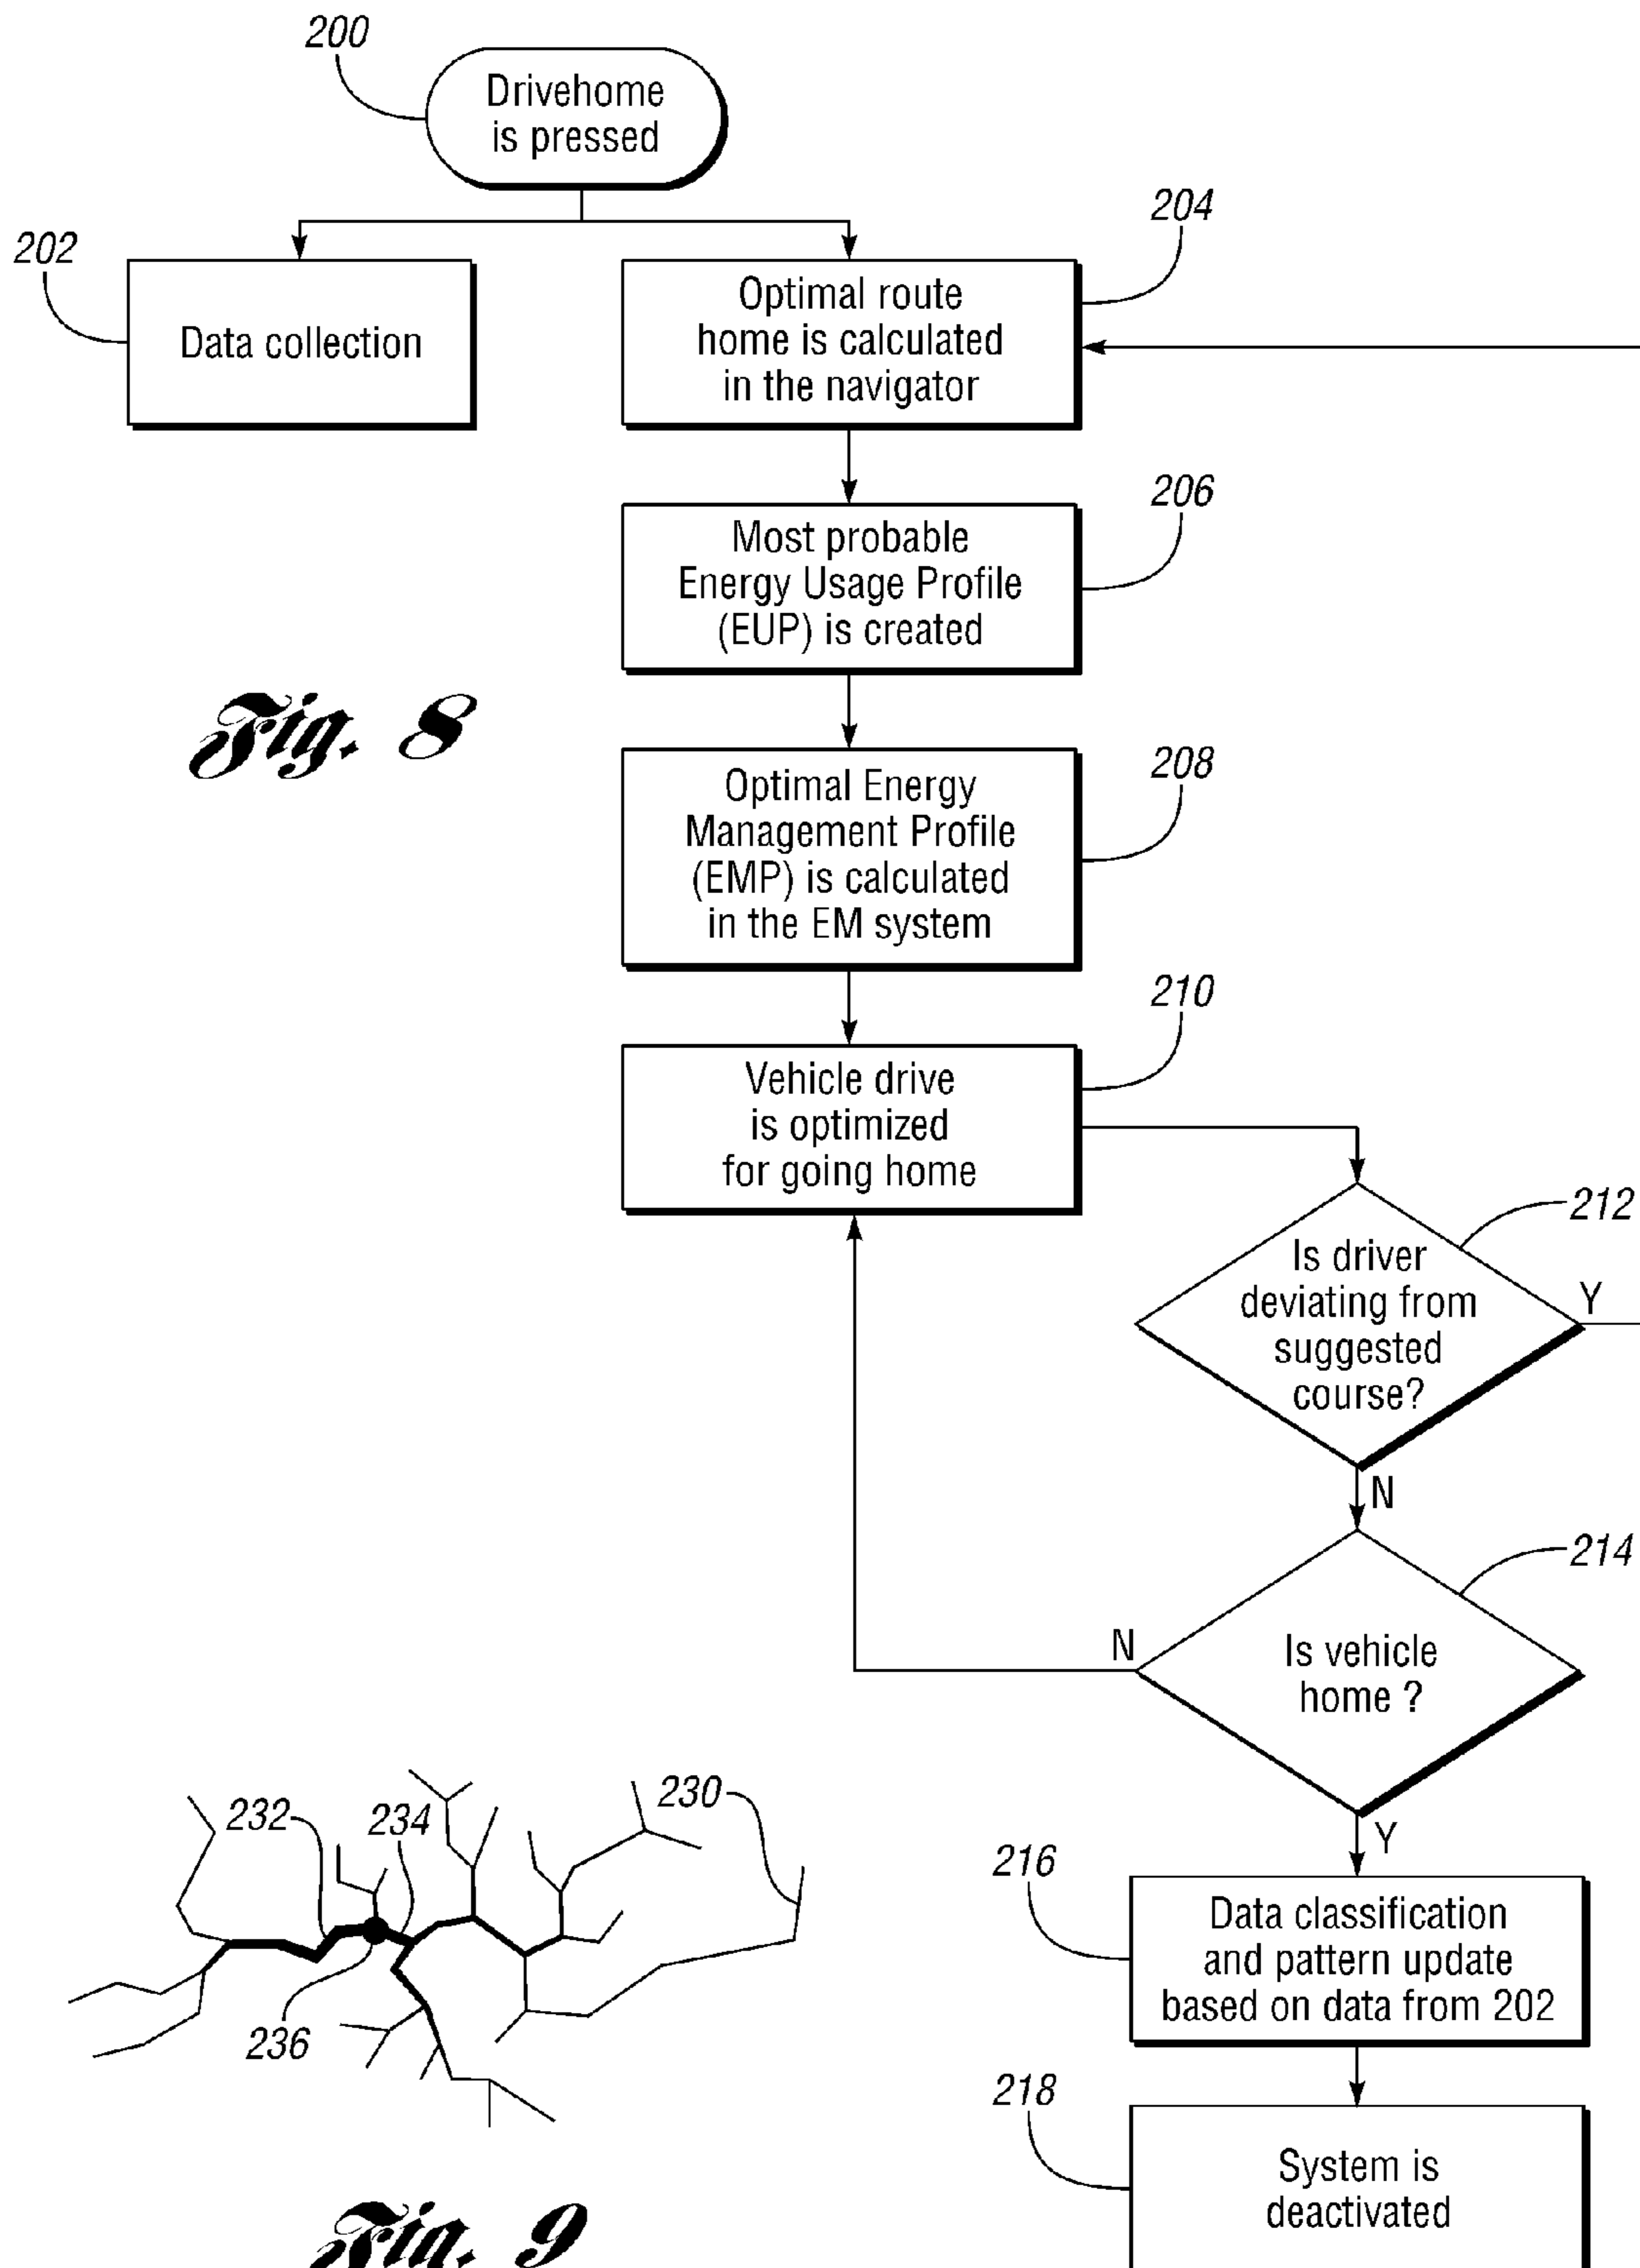 200
Drivehome
is pressed
202
Data collection
204
Optimal route
home is calculated
in the navigator
206
Most probable
Energy Usage Profile
(EUP) is created
Fig. 8
208
Optimal Energy
Management Profile
(EMP) is calculated
in the EM system
210
Vehicle drive
is optimized
for going home
212
Is driver
deviating from
suggested
course?
Y
N
214
Is vehicle
home ?
N
Y
216
Data classification
and pattern update
based on data from 202
218
System is
deactivated
232
234
230
236
Fig. 9